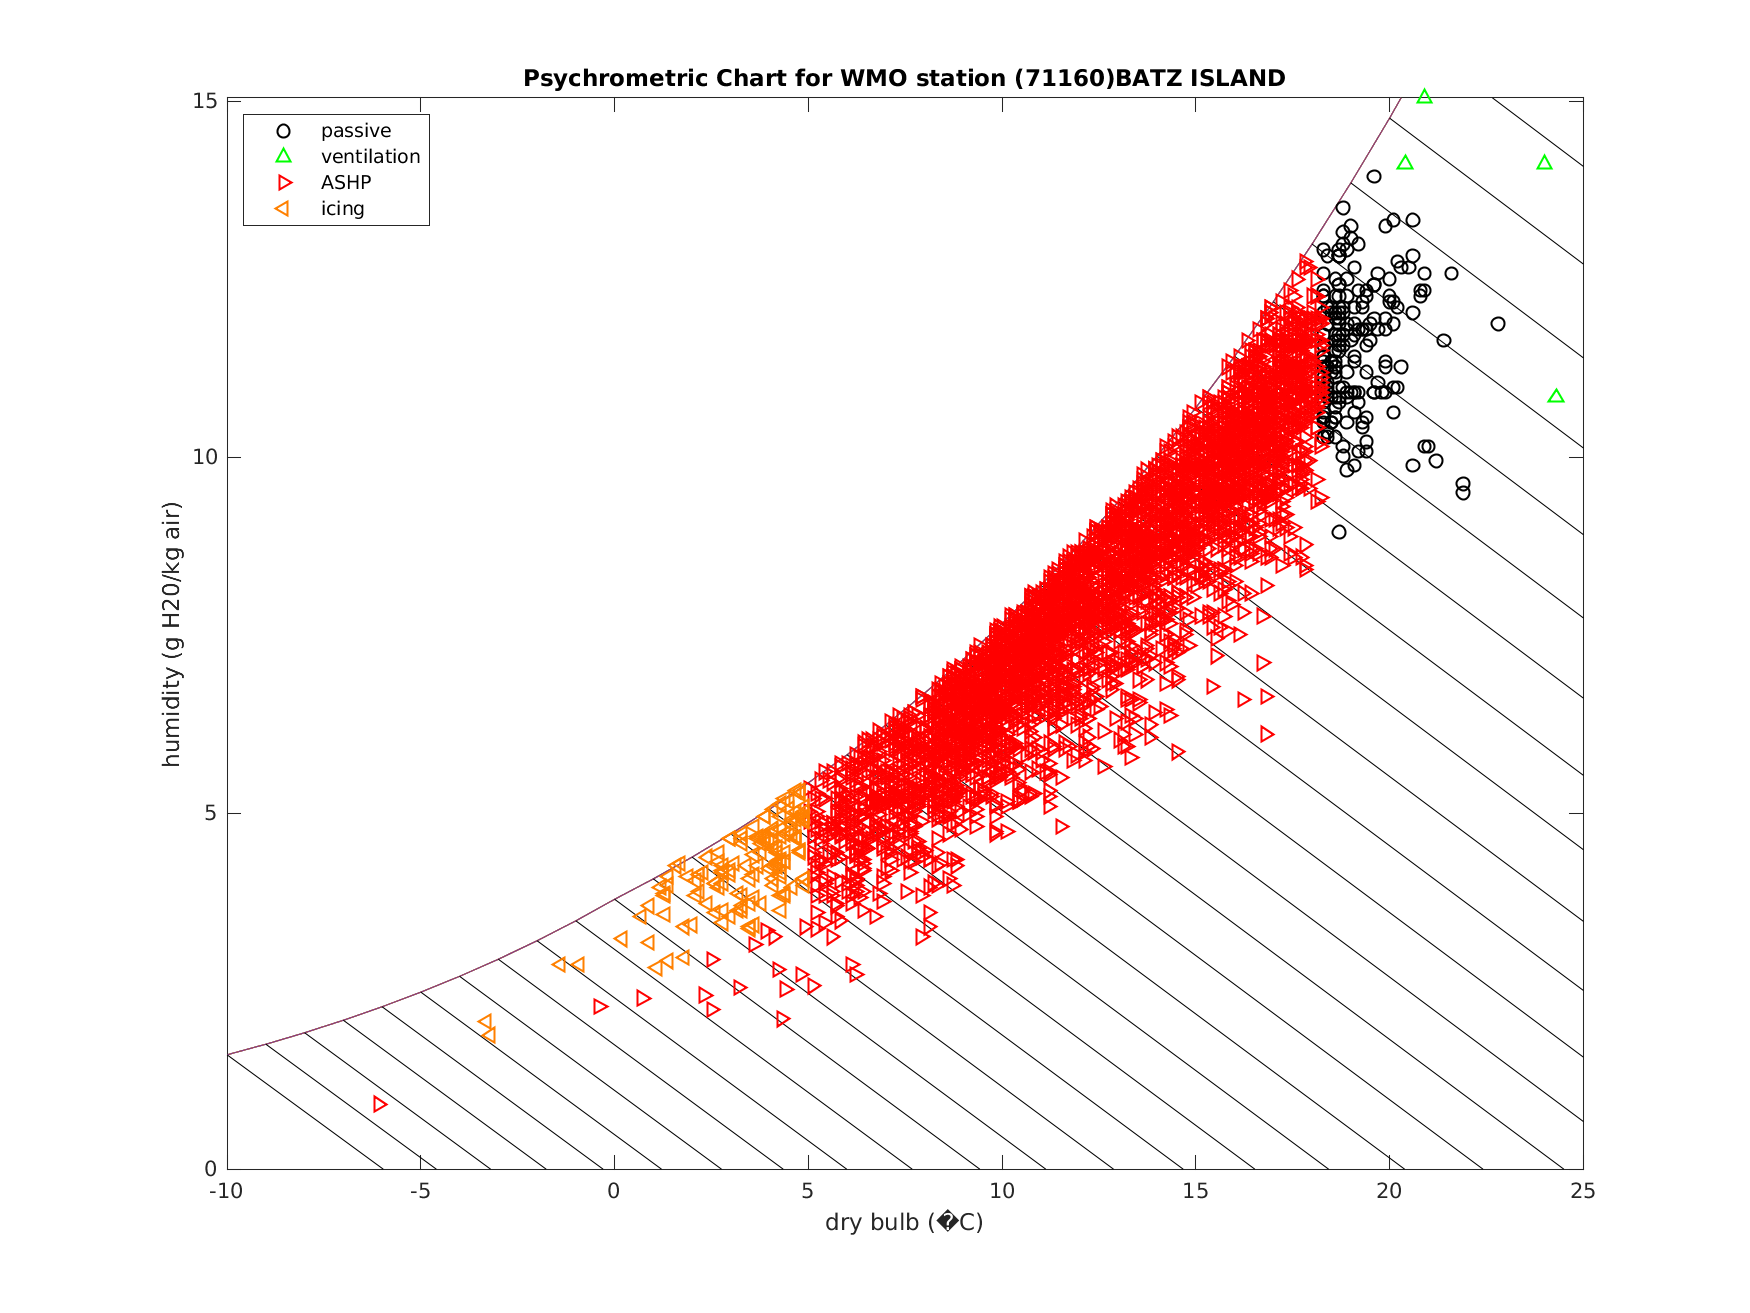 Psychrometric Chart for WMO station (71160)BATZ ISLAND
passive
ventilation
ASHP
icing
15
10
5
0
humidity (g H20/kg air)
-10 -5 0 5 10 15 20 25
dry bulb (�C)